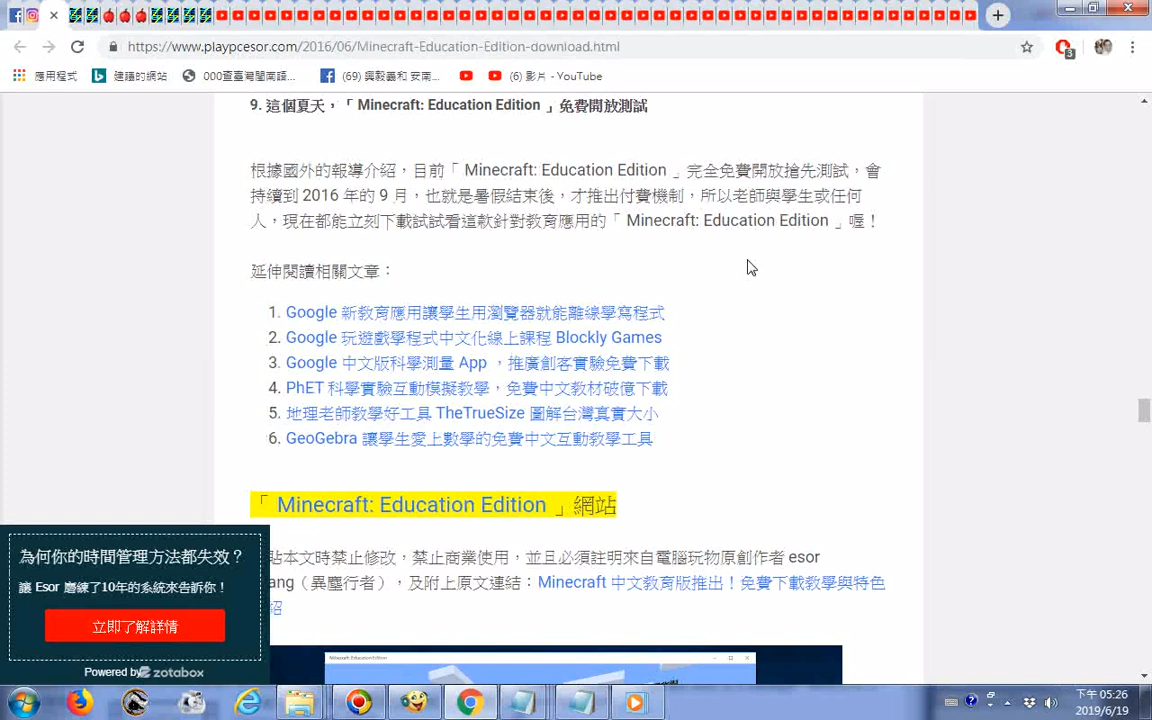 https://www.playpcesor.com/2016/06/Minecraft-Education-Edition-download.html
3
應用程式
建議的網站
000查臺灣閩南語...
(69) 與毅義和 安南...
(6) 影片 - YouTube
9. 這個夏天，「 Minecraft: Education Edition 」免費開放測試
根據國外的報導介紹，目前「 Minecraft: Education Edition 」完全免費開放搶先測試，會
持續到 2016 年的 9 月，也就是暑假結束後，才推出付費機制，所以老師與學生或任何
人，現在都能立刻下載試試看這款針對教育應用的「 Minecraft: Education Edition 」喔！
延伸閱讀相關文章：
1. Google 新教育應用讓學生用瀏覽器就能離線學寫程式
2. Google 玩遊戲學程式中文化線上課程 Blockly Games
3. Google 中文版科學測量 App ，推廣創客實驗免費下載
4. PhET 科學實驗互動模擬教學，免費中文教材破億下載
5. 地理老師教學好工具 TheTrueSize 圖解台灣真實大小
6. GeoGebra 讓學生愛上數學的免費中文互動教學工具
「 Minecraft: Education Edition 」網站
貼本文時禁止修改，禁止商業使用，並且必須註明來自電腦玩物原創作者 esor
ang（異塵行者），及附上原文連結：Minecraft 中文教育版推出！免費下載教學與特色
紹
為何你的時間管理方法都失效？
讓 Esor 磨練了10年的系統來告訴你！
立即了解詳情
Powered by zotabox
Minecraft Education Edition
下午 05:26
2019/6/19